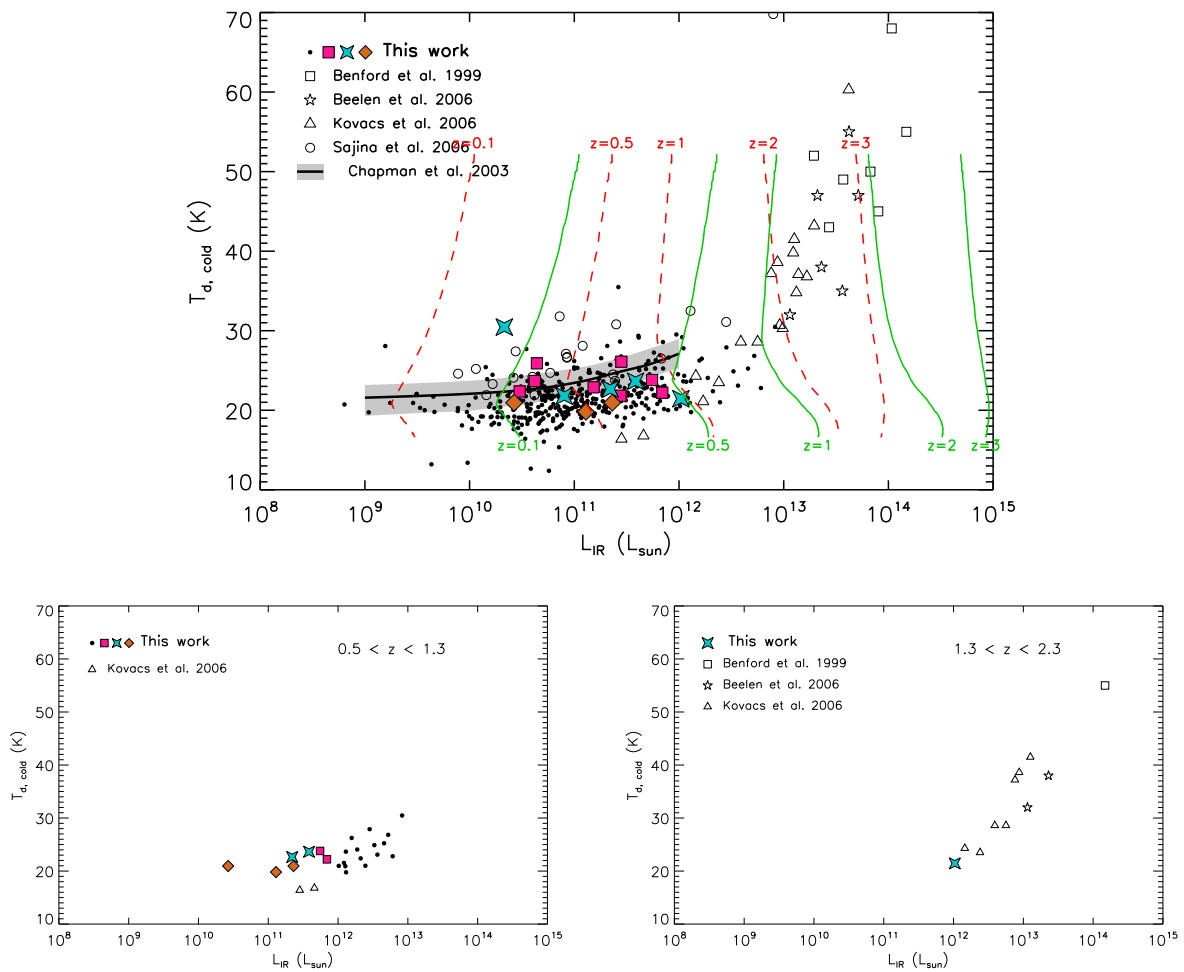 70
This work
Benford et al. 1999
60
Beelen et al. 2006
Kovacs et al. 2006
Sajina et al. 2006
z=0.1 z=0.5 z=1 z=2 z=3
Chapman et al. 2003
50
T_d, cold (K)
40
30
20
z=0.1 z=0.5 z=1 z=2 z=3
10
10^8 10^9 10^10 10^11 10^12 10^13 10^14 10^15
L_IR (L_sun)
70
This work
0.5 < z < 1.3
Kovacs et al. 2006
60
50
T_d, cold (K)
40
30
20
10
10^8 10^9 10^10 10^11 10^12 10^13 10^14 10^15
L_IR (L_sun)
70
This work
1.3 < z < 2.3
Benford et al. 1999
60
Beelen et al. 2006
Kovacs et al. 2006
50
T_d, cold (K)
40
30
20
10
10^8 10^9 10^10 10^11 10^12 10^13 10^14 10^15
L_IR (L_sun)